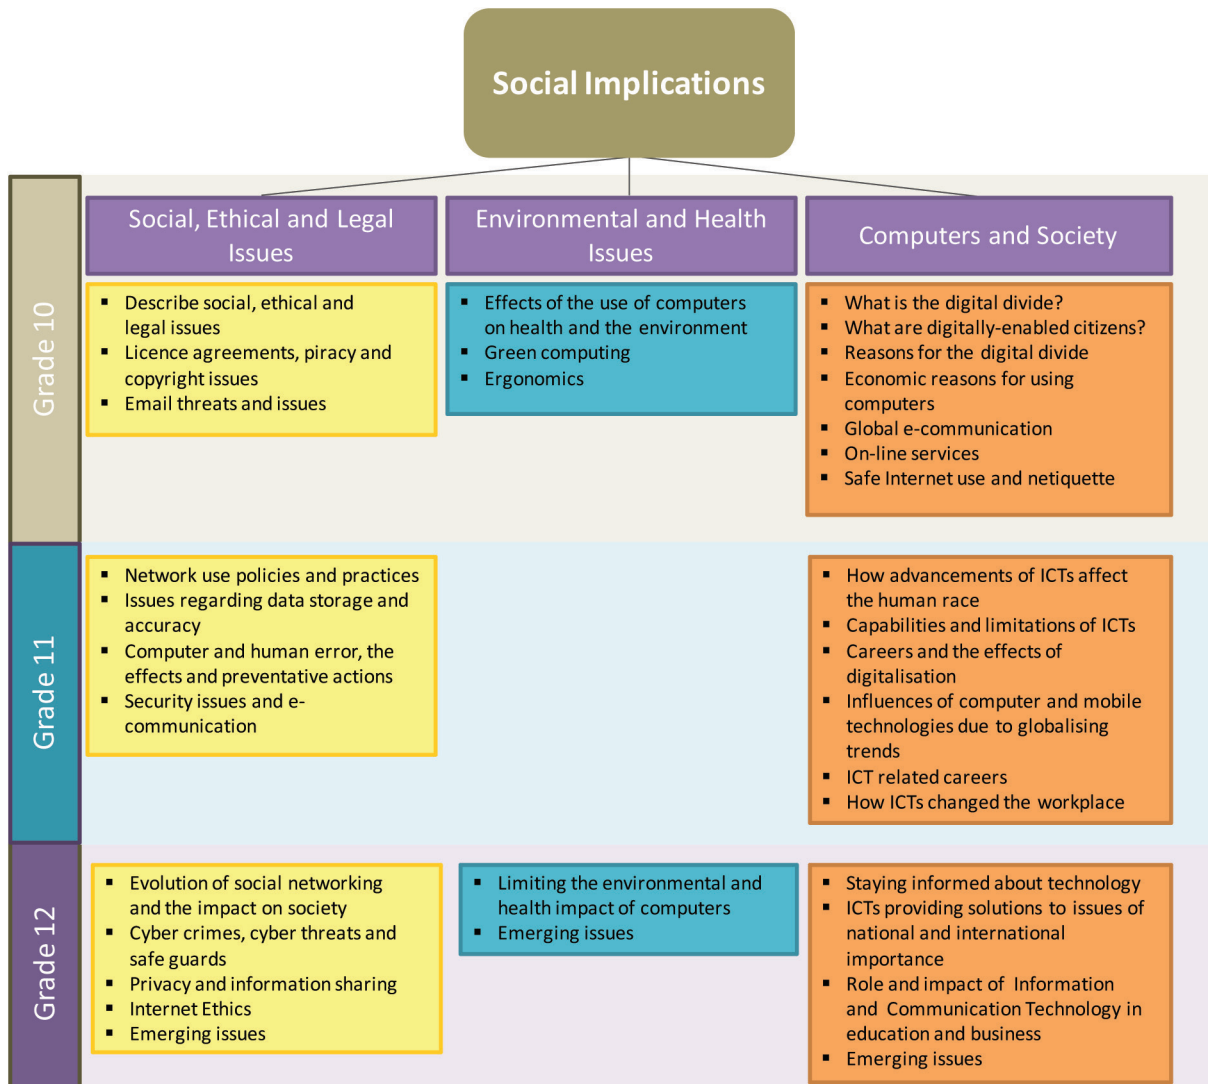 Social Implications
Social, Ethical and Legal
Issues
Environmental and Health
Issues
Computers and Society
Grade 10
▪ Describe social, ethical and
legal issues
▪ Licence agreements, piracy and
copyright issues
▪ Email threats and issues
▪ Effects of the use of computers
on health and the environment
▪ Green computing
▪ Ergonomics
▪ What is the digital divide?
▪ What are digitally-enabled citizens?
▪ Reasons for the digital divide
▪ Economic reasons for using
computers
▪ Global e-communication
▪ On-line services
▪ Safe Internet use and netiquette
Grade 11
▪ Network use policies and practices
▪ Issues regarding data storage and
accuracy
▪ Computer and human error, the
effects and preventative actions
▪ Security issues and e-
communication
▪ How advancements of ICTs affect
the human race
▪ Capabilities and limitations of ICTs
▪ Careers and the effects of
digitalisation
▪ Influences of computer and mobile
technologies due to globalising
trends
▪ ICT related careers
▪ How ICTs changed the workplace
Grade 12
▪ Evolution of social networking
and the impact on society
▪ Cyber crimes, cyber threats and
safe guards
▪ Privacy and information sharing
▪ Internet Ethics
▪ Emerging issues
▪ Limiting the environmental and
health impact of computers
▪ Emerging issues
▪ Staying informed about technology
▪ ICTs providing solutions to issues of
national and international
importance
▪ Role and impact of Information
and Communication Technology in
education and business
▪ Emerging issues